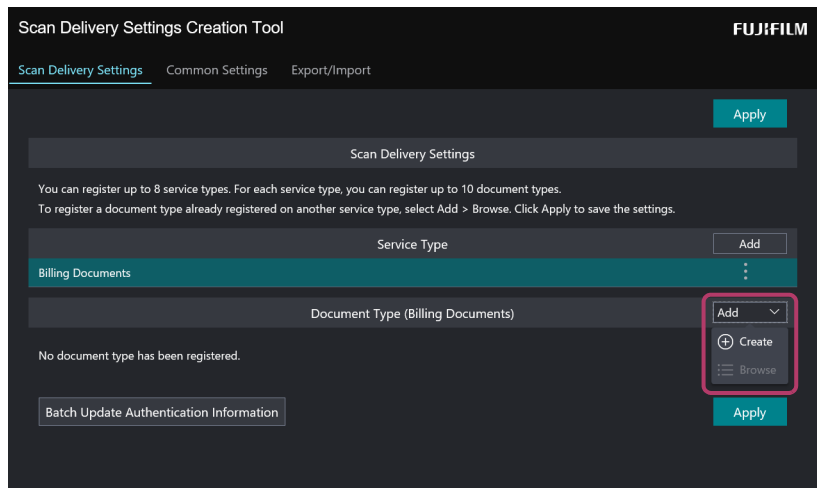 Scan Delivery Settings Creation Tool
FUJIFILM
Scan Delivery Settings Common Settings Export/Import
Apply
Scan Delivery Settings
You can register up to 8 service types. For each service type, you can register up to 10 document types.
To register a document type already registered on another service type, select Add > Browse. Click Apply to save the settings.
Service Type
Add
Billing Documents
Document Type (Billing Documents)
Add
Create
No document type has been registered.
Browse
Batch Update Authentication Information
Apply